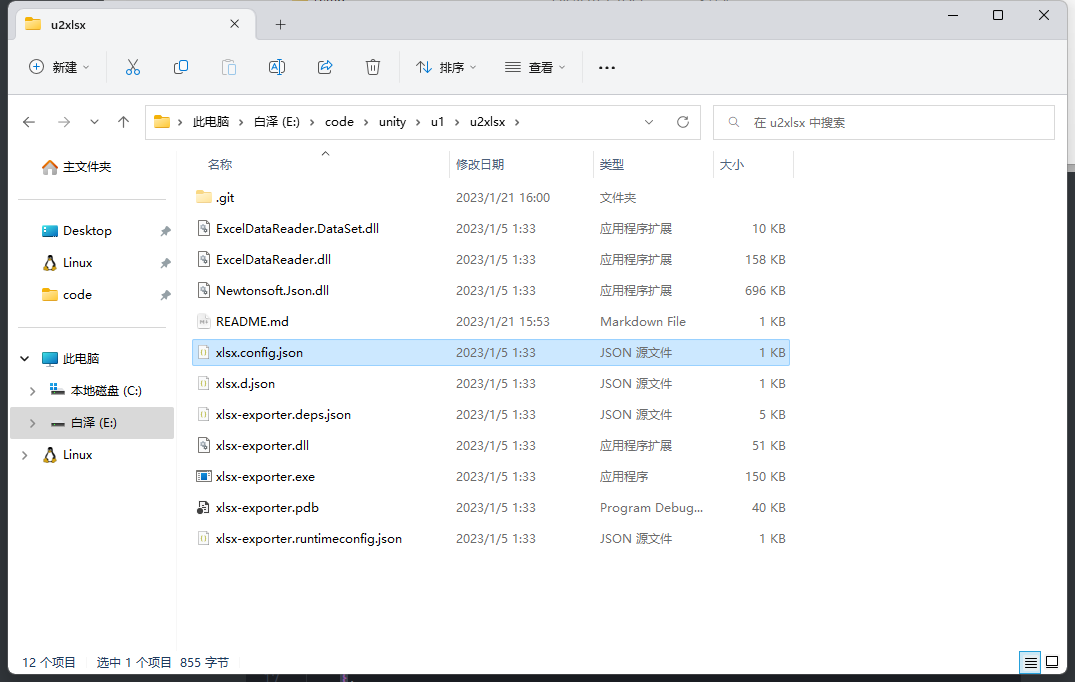 u2xlsx
新建
排序
查看
此电脑 白泽 (E:) code unity u1 u2xlsx
在 u2xlsx 中搜索
主文件夹
Desktop
Linux
code
此电脑
本地磁盘 (C:)
白泽 (E:)
Linux
名称 修改日期 类型 大小
.git 2023/1/21 16:00 文件夹
ExcelDataReader.DataSet.dll 2023/1/5 1:33 应用程序扩展 10 KB
ExcelDataReader.dll 2023/1/5 1:33 应用程序扩展 158 KB
Newtonsoft.Json.dll 2023/1/5 1:33 应用程序扩展 696 KB
README.md 2023/1/21 15:53 Markdown File 1 KB
xlsx.config.json 2023/1/5 1:33 JSON 源文件 1 KB
xlsx.d.json 2023/1/5 1:33 JSON 源文件 1 KB
xlsx-exporter.deps.json 2023/1/5 1:33 JSON 源文件 5 KB
xlsx-exporter.dll 2023/1/5 1:33 应用程序扩展 51 KB
xlsx-exporter.exe 2023/1/5 1:33 应用程序 150 KB
xlsx-exporter.pdb 2023/1/5 1:33 Program Debug... 40 KB
xlsx-exporter.runtimeconfig.json 2023/1/5 1:33 JSON 源文件 1 KB
12 个项目 选中 1 个项目 855 字节